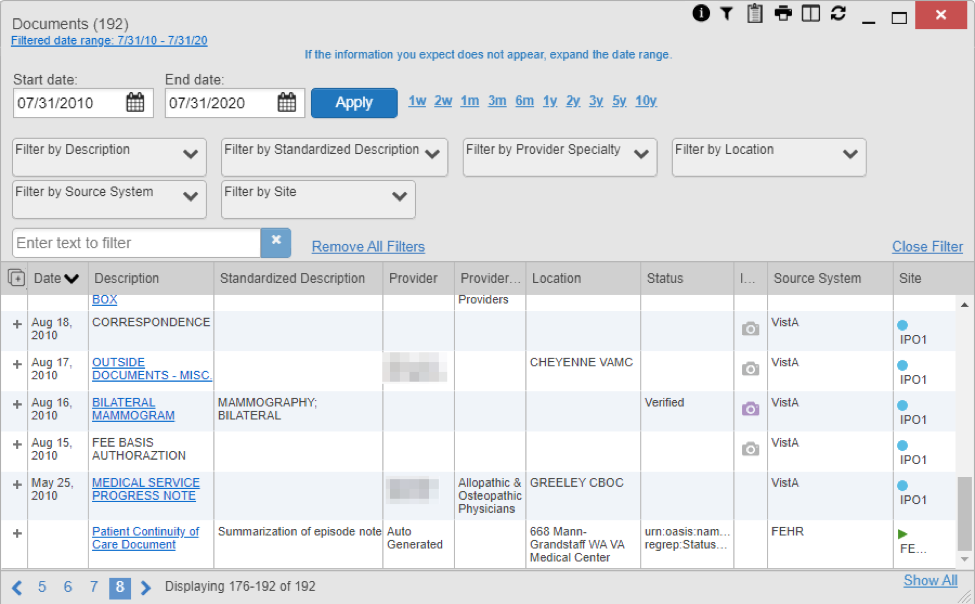 Documents (192)
Filtered date range: 7/31/10 - 7/31/20
If the information you expect does not appear, expand the date range.
Start date:
End date:
07/31/2010
07/31/2020
Apply
1w 2w 1m 3m 6m 1y 2y 3y 5y 10y
Filter by Description
Filter by Standardized Description
Filter by Provider Specialty
Filter by Location
Filter by Source System
Filter by Site
Enter text to filter
Remove All Filters
Close Filter
Date Description Standardized Description Provider Provider... Location Status I... Source System Site
BOX
Providers
Aug 18,
2010
CORRESPONDENCE
VistA
IPO1
Aug 17,
2010
OUTSIDE
DOCUMENTS - MISC.
CHEYENNE VAMC
VistA
IPO1
Aug 16,
2010
BILATERAL
MAMMOGRAM
MAMMOGRAPHY;
BILATERAL
Verified
VistA
IPO1
Aug 15,
2010
FEE BASIS
AUTHORAZTION
VistA
IPO1
May 25,
2010
MEDICAL SERVICE
PROGRESS NOTE
Allopathic &
Osteopathic
Physicians
GREELEY CBOC
VistA
IPO1
Patient Continuity of
Care Document
Summarization of episode note
Auto
Generated
668 Mann-
Grandstaff WA VA
Medical Center
urn:oasis:nam...
regrep:Status...
FEHR
FE...
5 6 7 8
Displaying 176-192 of 192
Show All